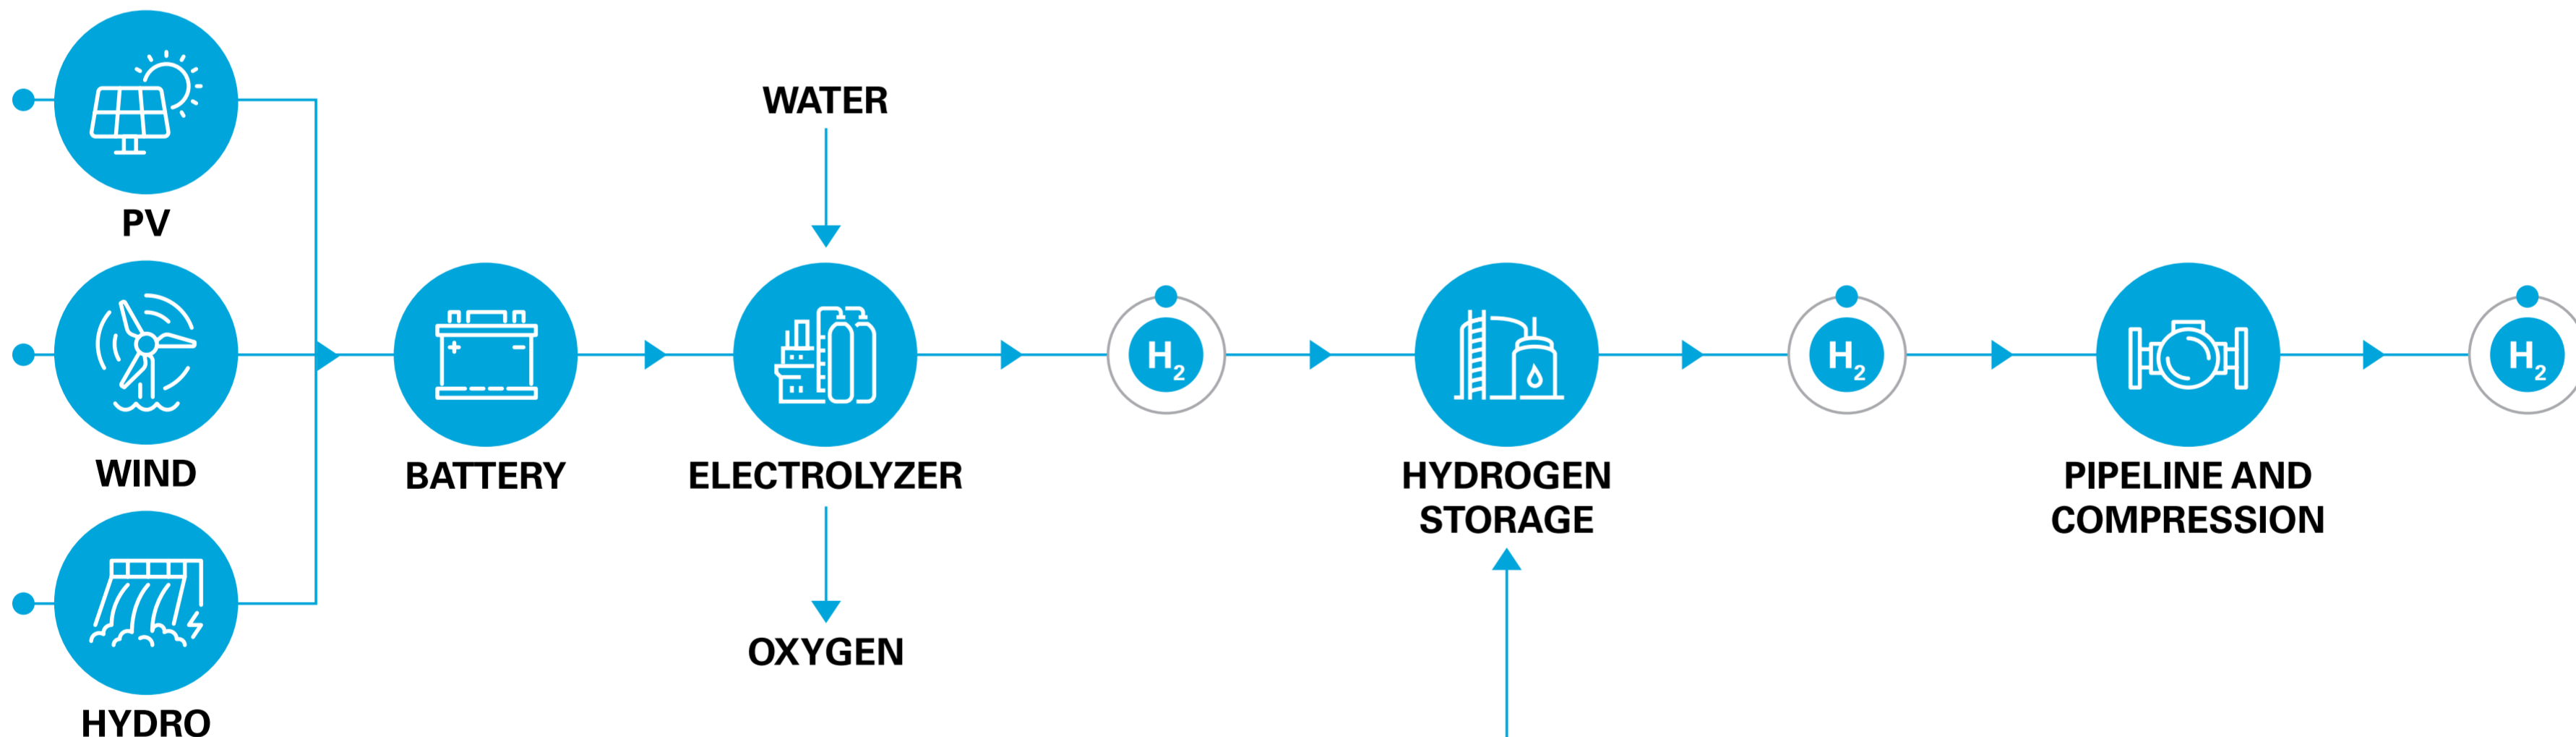 PV
WIND
HYDRO
BATTERY
+ -
WATER
ELECTROLYZER
OXYGEN
H₂
HYDROGEN
STORAGE
H₂
PIPELINE AND
COMPRESSION
H₂